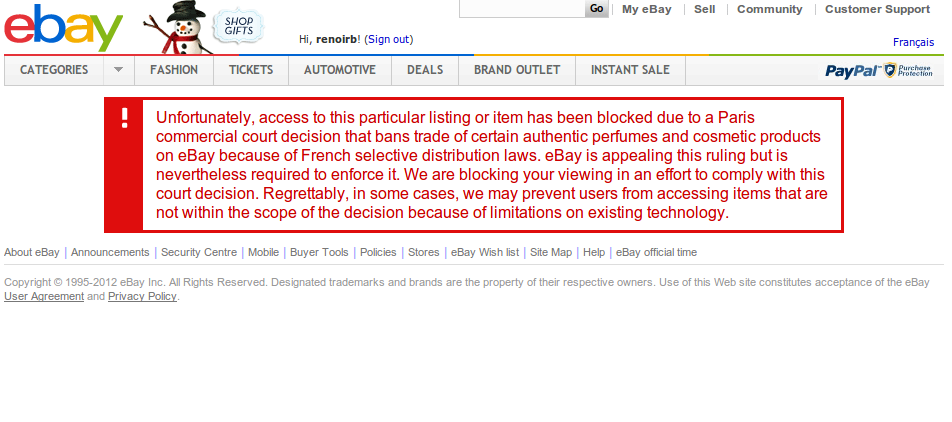 ebay
SHOP
GIFTS
Hi, renoirb! (Sign out)
Go
My eBay | Sell | Community | Customer Support
Français
CATEGORIES FASHION TICKETS AUTOMOTIVE DEALS BRAND OUTLET INSTANT SALE
PayPal™ P Purchase
Protection
!
Unfortunately, access to this particular listing or item has been blocked due to a Paris
commercial court decision that bans trade of certain authentic perfumes and cosmetic products
on eBay because of French selective distribution laws. eBay is appealing this ruling but is
nevertheless required to enforce it. We are blocking your viewing in an effort to comply with this
court decision. Regrettably, in some cases, we may prevent users from accessing items that are
not within the scope of the decision because of limitations on existing technology.
About eBay | Announcements | Security Centre | Mobile | Buyer Tools | Policies | Stores | eBay Wish list | Site Map | Help | eBay official time
Copyright © 1995-2012 eBay Inc. All Rights Reserved. Designated trademarks and brands are the property of their respective owners. Use of this Web site constitutes acceptance of the eBay
User Agreement and Privacy Policy.